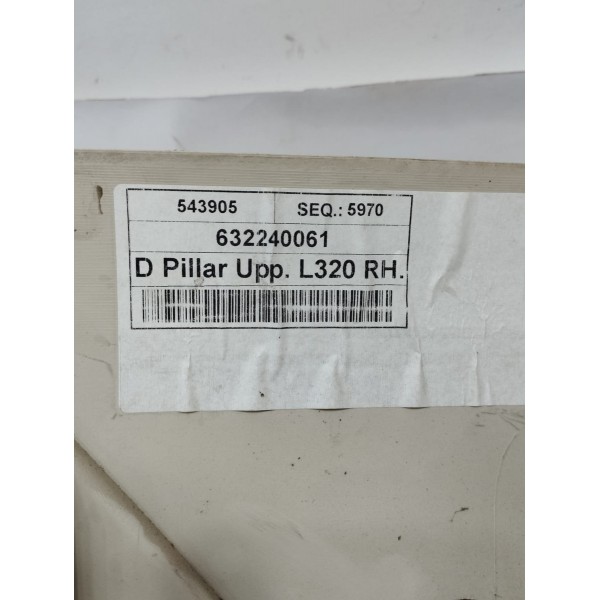 543905 SEQ.: 5970
632240061
D Pillar Upp. L320 RH.